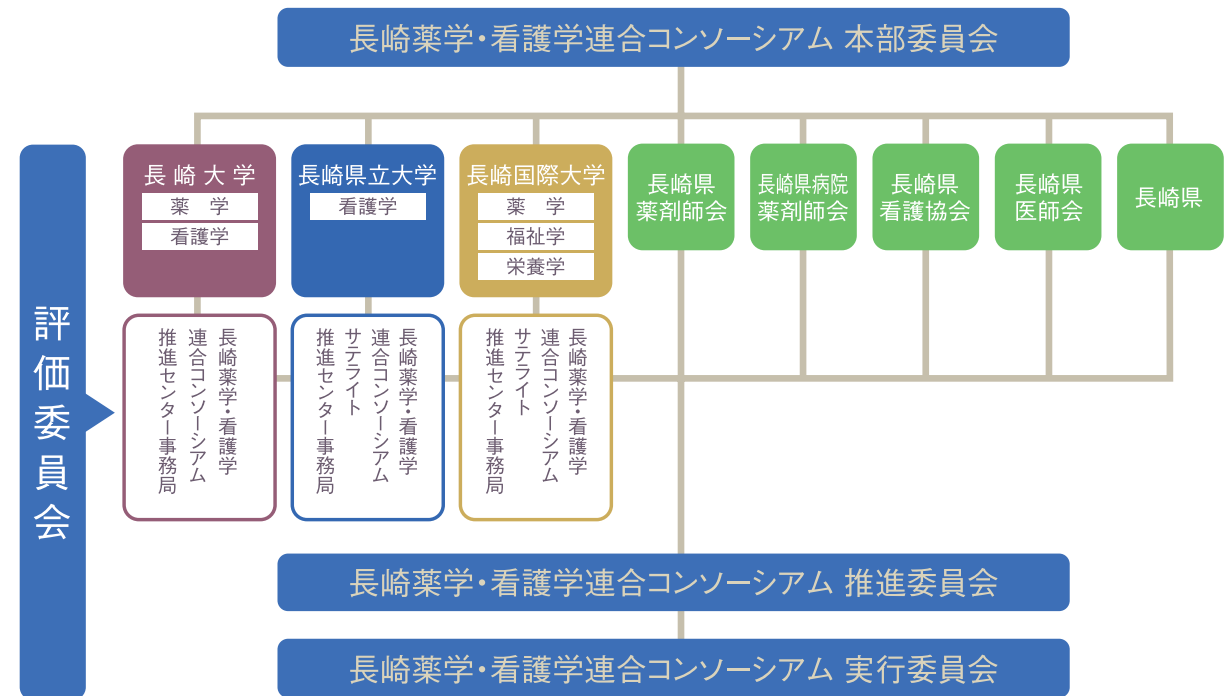 長崎薬学・看護学連合コンソーシアム 本部委員会
評価委員会
長崎大学
薬　学
看護学
長崎県立大学
看護学
長崎国際大学
薬　学
福祉学
栄養学
長崎県
薬剤師会
長崎県病院
薬剤師会
長崎県
看護協会
長崎県
医師会
長崎県
長崎薬学・看護学
連合コンソーシアム
推進センター事務局
長崎薬学・看護学
連合コンソーシアム
サテライト
推進センター事務局
長崎薬学・看護学
連合コンソーシアム
サテライト
推進センター事務局
長崎薬学・看護学連合コンソーシアム 推進委員会
長崎薬学・看護学連合コンソーシアム 実行委員会